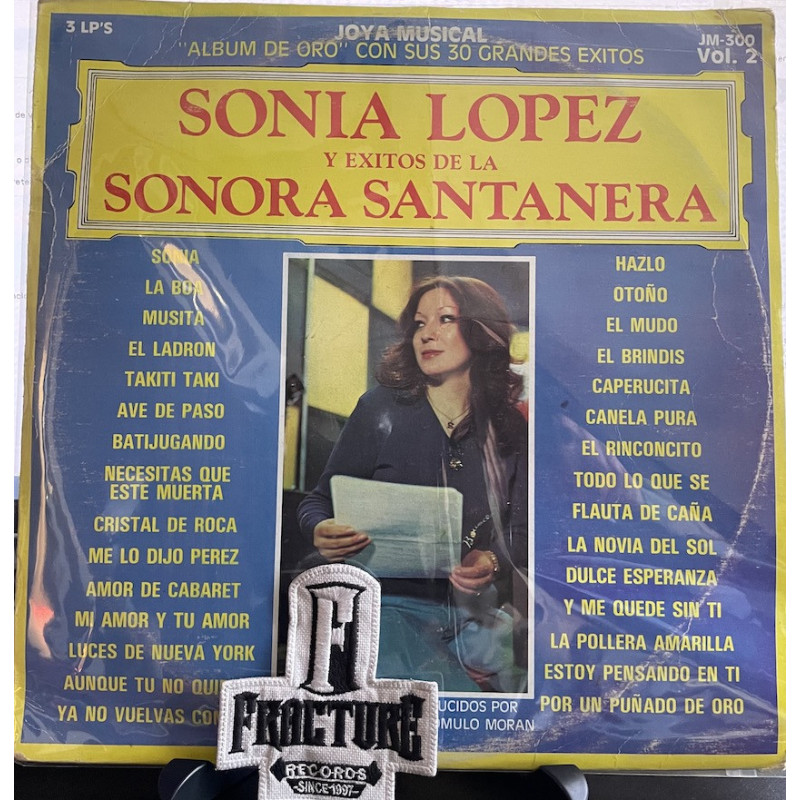 3 LP'S
JOYA MUSICAL
"ALBUM DE ORO" CON SUS 30 GRANDES EXITOS
JM-300
Vol. 2
SONIA LOPEZ
Y EXITOS DE LA
SONORA SANTANERA
SONIA
LA BOA
MUSITA
EL LADRON
TAKITI TAKI
AVE DE PASO
BATIJUGANDO
NECESITAS QUE
ESTE MUERTA
CRISTAL DE ROCA
ME LO DIJO PEREZ
AMOR DE CABARET
MI AMOR Y TU AMOR
LUCES DE NUEVA YORK
AUNQUE TU NO
YA NO VUELVAS
HAZLO
OTOÑO
EL MUDO
EL BRINDIS
CAPERUCITA
CANELA PURA
EL RINCONCITO
TODO LO QUE SE
FLAUTA DE CAÑA
LA NOVIA DEL SOL
DULCE ESPERANZA
Y ME QUEDE SIN TI
LA POLLERA AMARILLA
ESTOY PENSANDO EN TI
POR UN PUÑADO DE ORO
UCIDOS POR
OMULO MORAN
F
FRACTURE
RECORDS
-SINCE 1997-